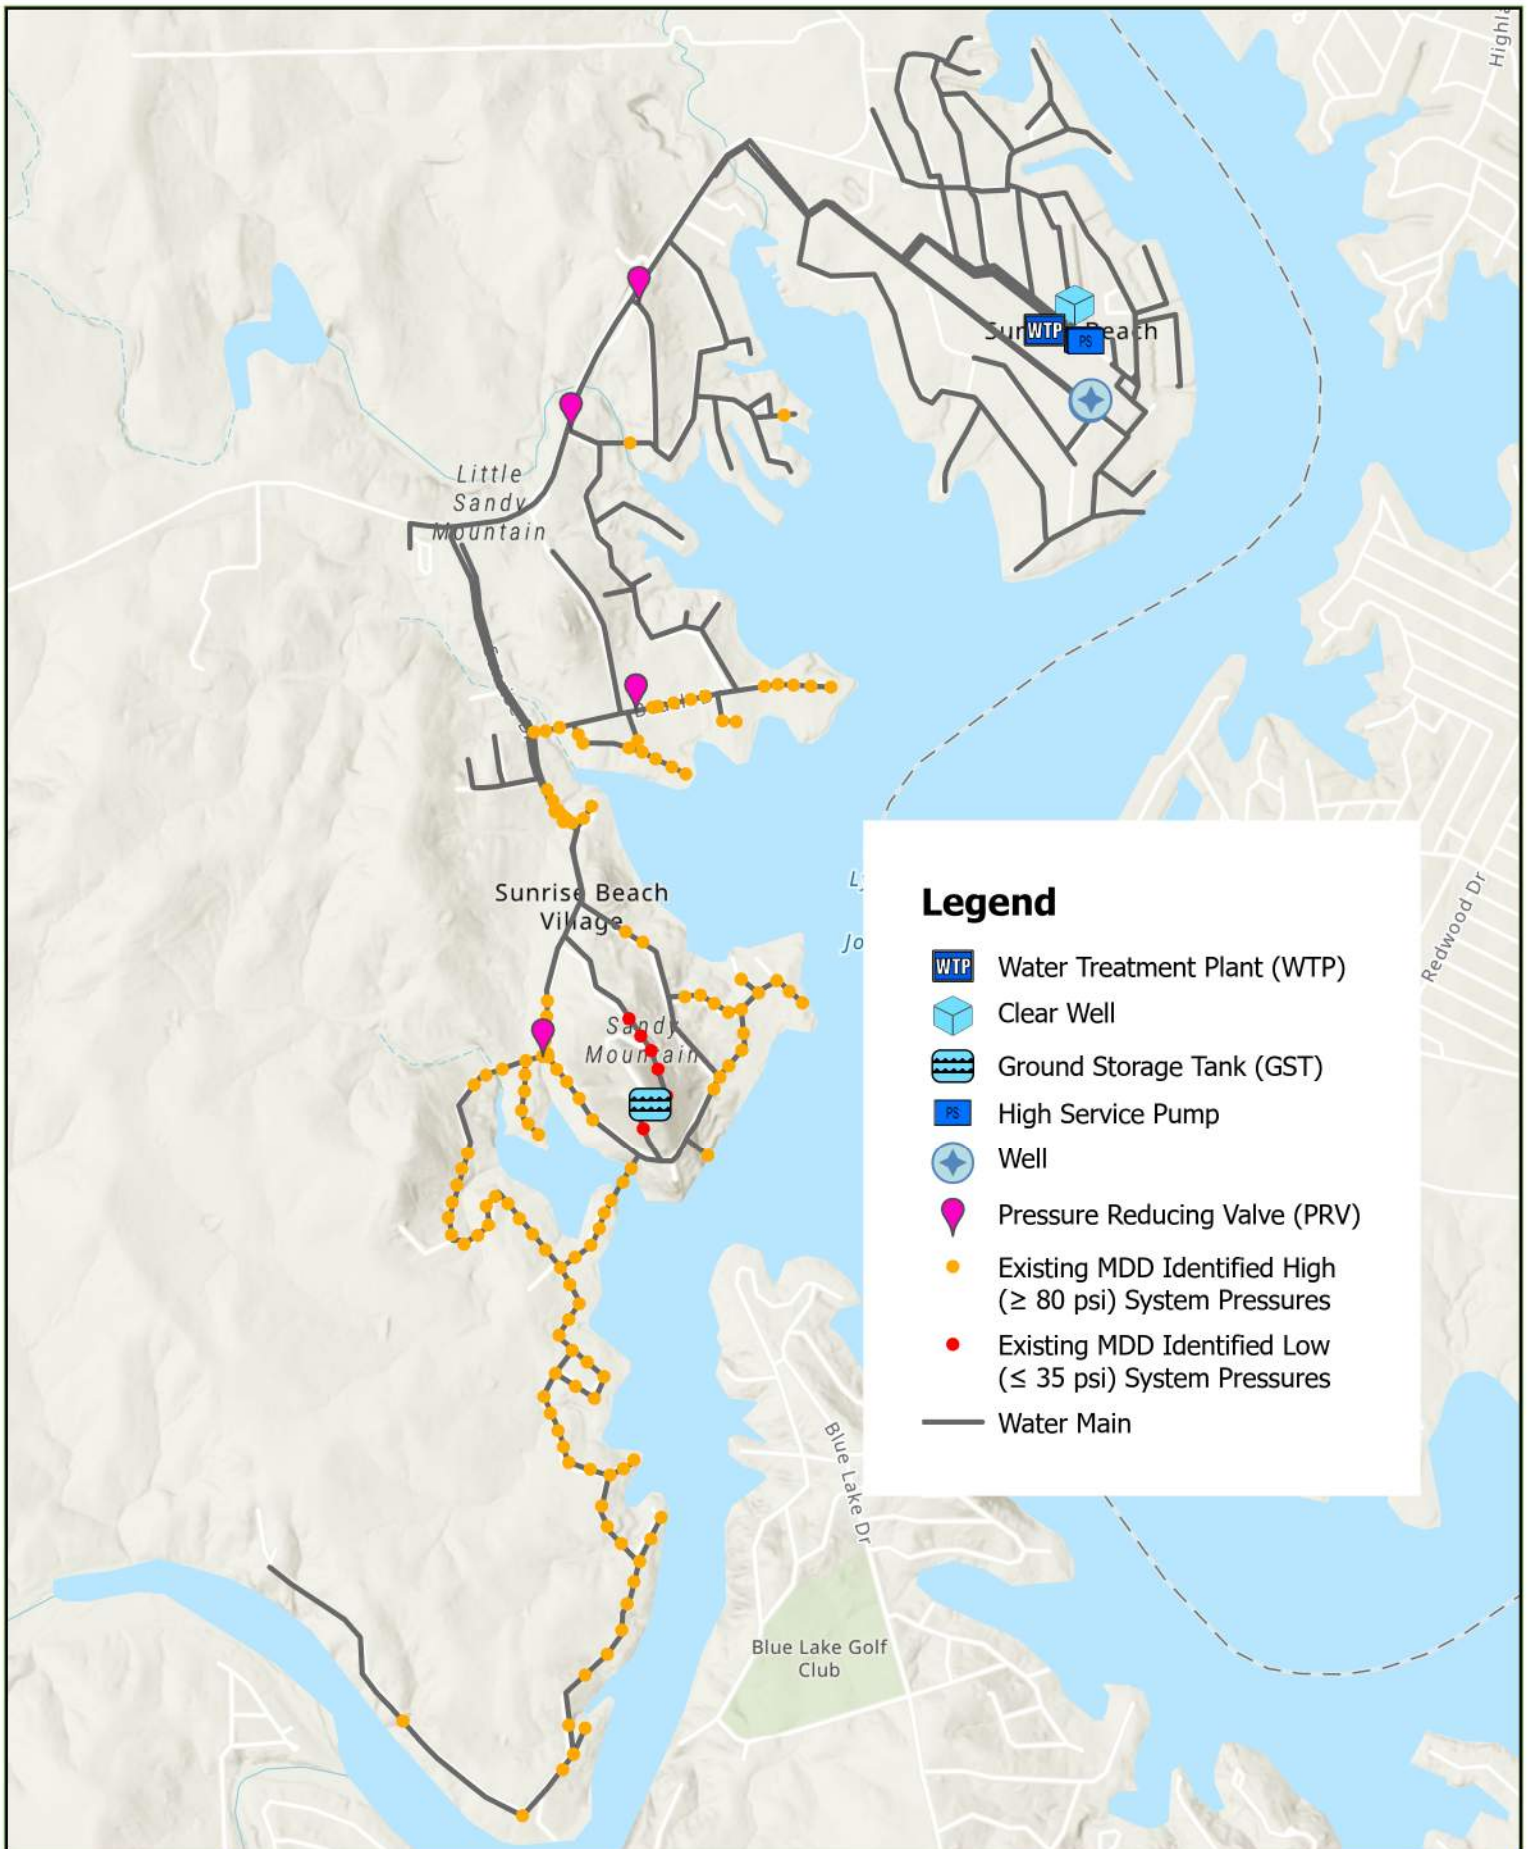 Highla
WTP
PS
Little
Sandy
Mountain
Sunrise Beach
Village
Sandy
Mountain
Redwood Dr
Legend
WTP Water Treatment Plant (WTP)
Clear Well
Ground Storage Tank (GST)
PS High Service Pump
Well
Pressure Reducing Valve (PRV)
Existing MDD Identified High
(≥ 80 psi) System Pressures
Existing MDD Identified Low
(≤ 35 psi) System Pressures
Water Main
Blue Lake Dr
Blue Lake Golf
Club